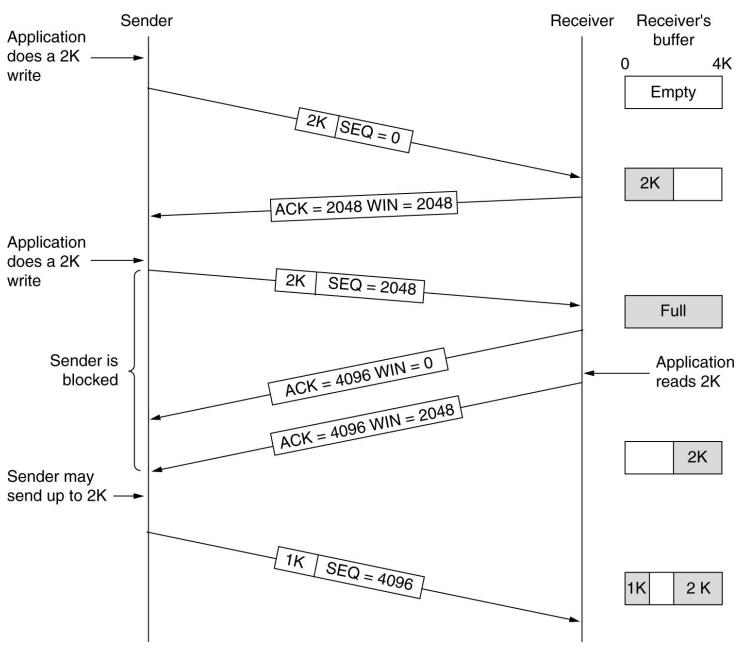 Sender
Receiver
Receiver's
buffer
Application
does a 2K
write
0
4K
Empty
2K
SEQ = 0
2K
ACK = 2048 WIN = 2048
Application
does a 2K
write
2K
SEQ = 2048
Full
Sender is
blocked
ACK = 4096 WIN = 0
Application
reads 2K
ACK = 4096 WIN = 2048
2K
Sender may
send up to 2K
1K
SEQ = 4096
1K
2 K